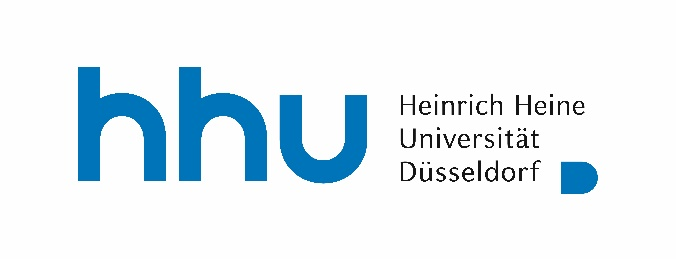 hhu
Heinrich Heine
Universität
Düsseldorf